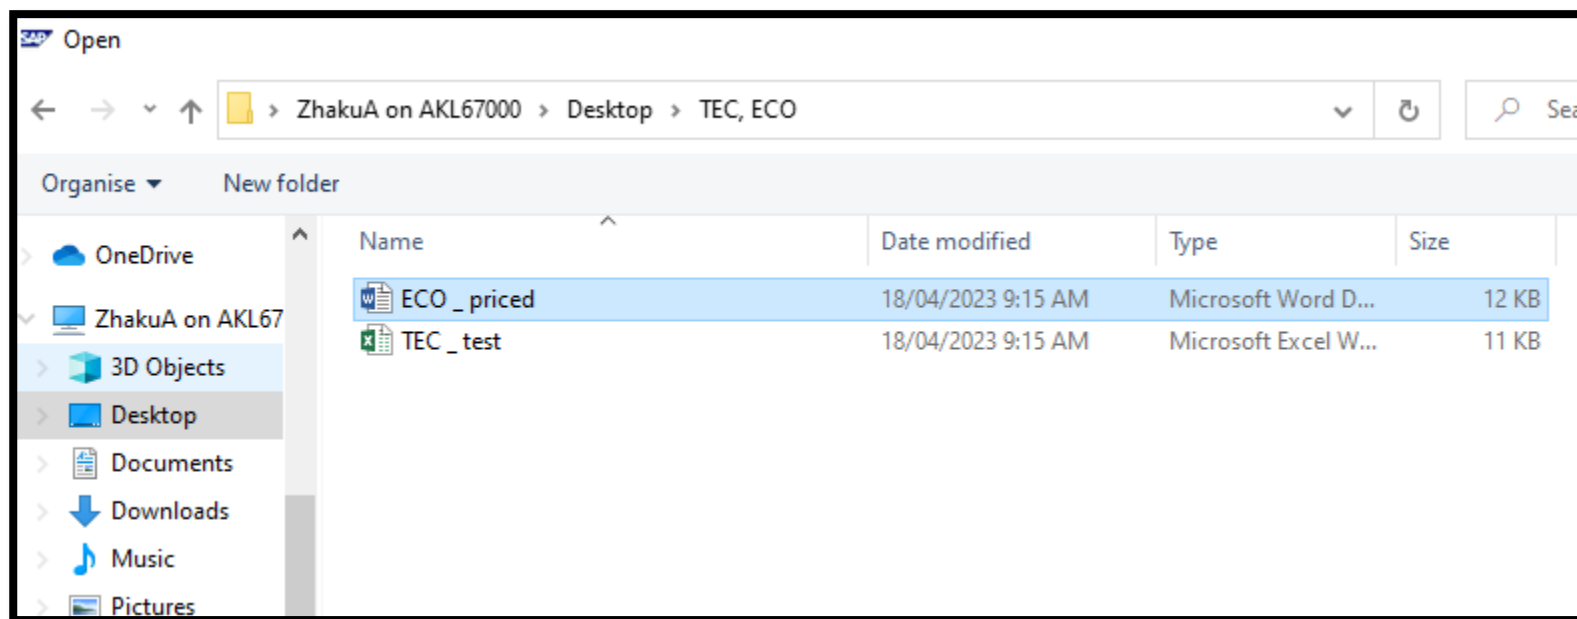 SAP Open
ZhakuA on AKL67000 > Desktop > TEC, ECO
Organise New folder
Name Date modified Type Size
OneDrive
ZhakuA on AKL67
3D Objects
Desktop
Documents
Downloads
Music
Pictures
ECO _ priced 18/04/2023 9:15 AM Microsoft Word D... 12 KB
TEC _ test 18/04/2023 9:15 AM Microsoft Excel W... 11 KB